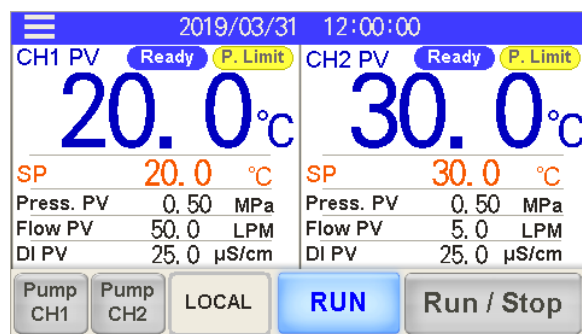 2019/03/31 12:00:00
CH1 PV Ready P. Limit
20.0°C
SP 20.0 °C
Press. PV 0.50 MPa
Flow PV 50.0 LPM
DI PV 25.0 µS/cm
CH2 PV Ready P. Limit
30.0°C
SP 30.0 °C
Press. PV 0.50 MPa
Flow PV 5.0 LPM
DI PV 25.0 µS/cm
Pump
CH1
Pump
CH2
LOCAL
RUN
Run / Stop